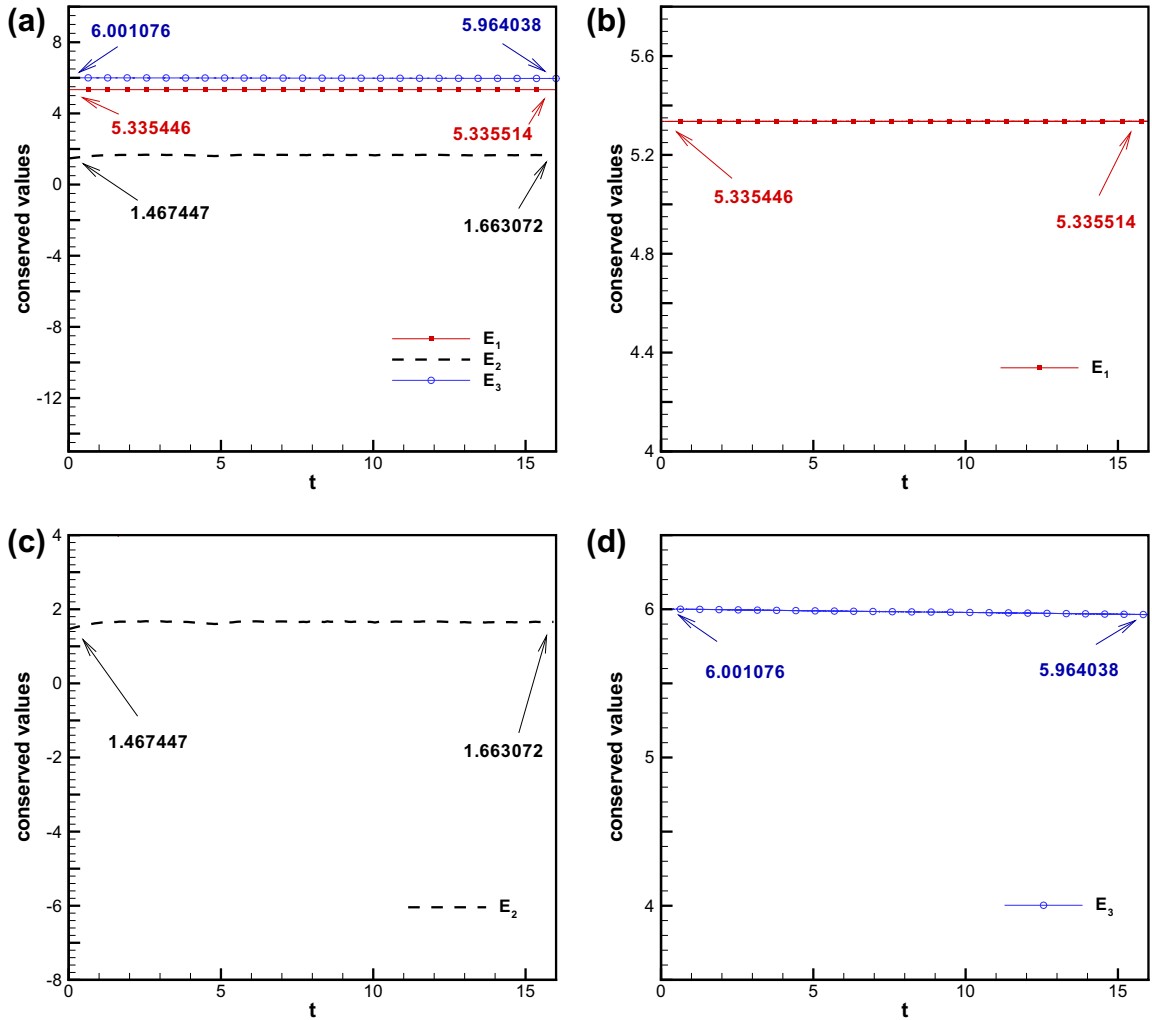 (a)
8
4
0
-4
-8
-12
conserved values
6.001076
5.964038
5.335446
5.335514
1.467447
1.663072
E1
E2
E3
0 5 10 15
t
(b)
5.6
5.2
4.8
4.4
4
conserved values
5.335446
5.335514
E1
0 5 10 15
t
(c)
4
2
0
-2
-4
-6
-8
conserved values
1.467447
1.663072
E2
0 5 10 15
t
(d)
6
5
4
conserved values
6.001076
5.964038
E3
0 5 10 15
t